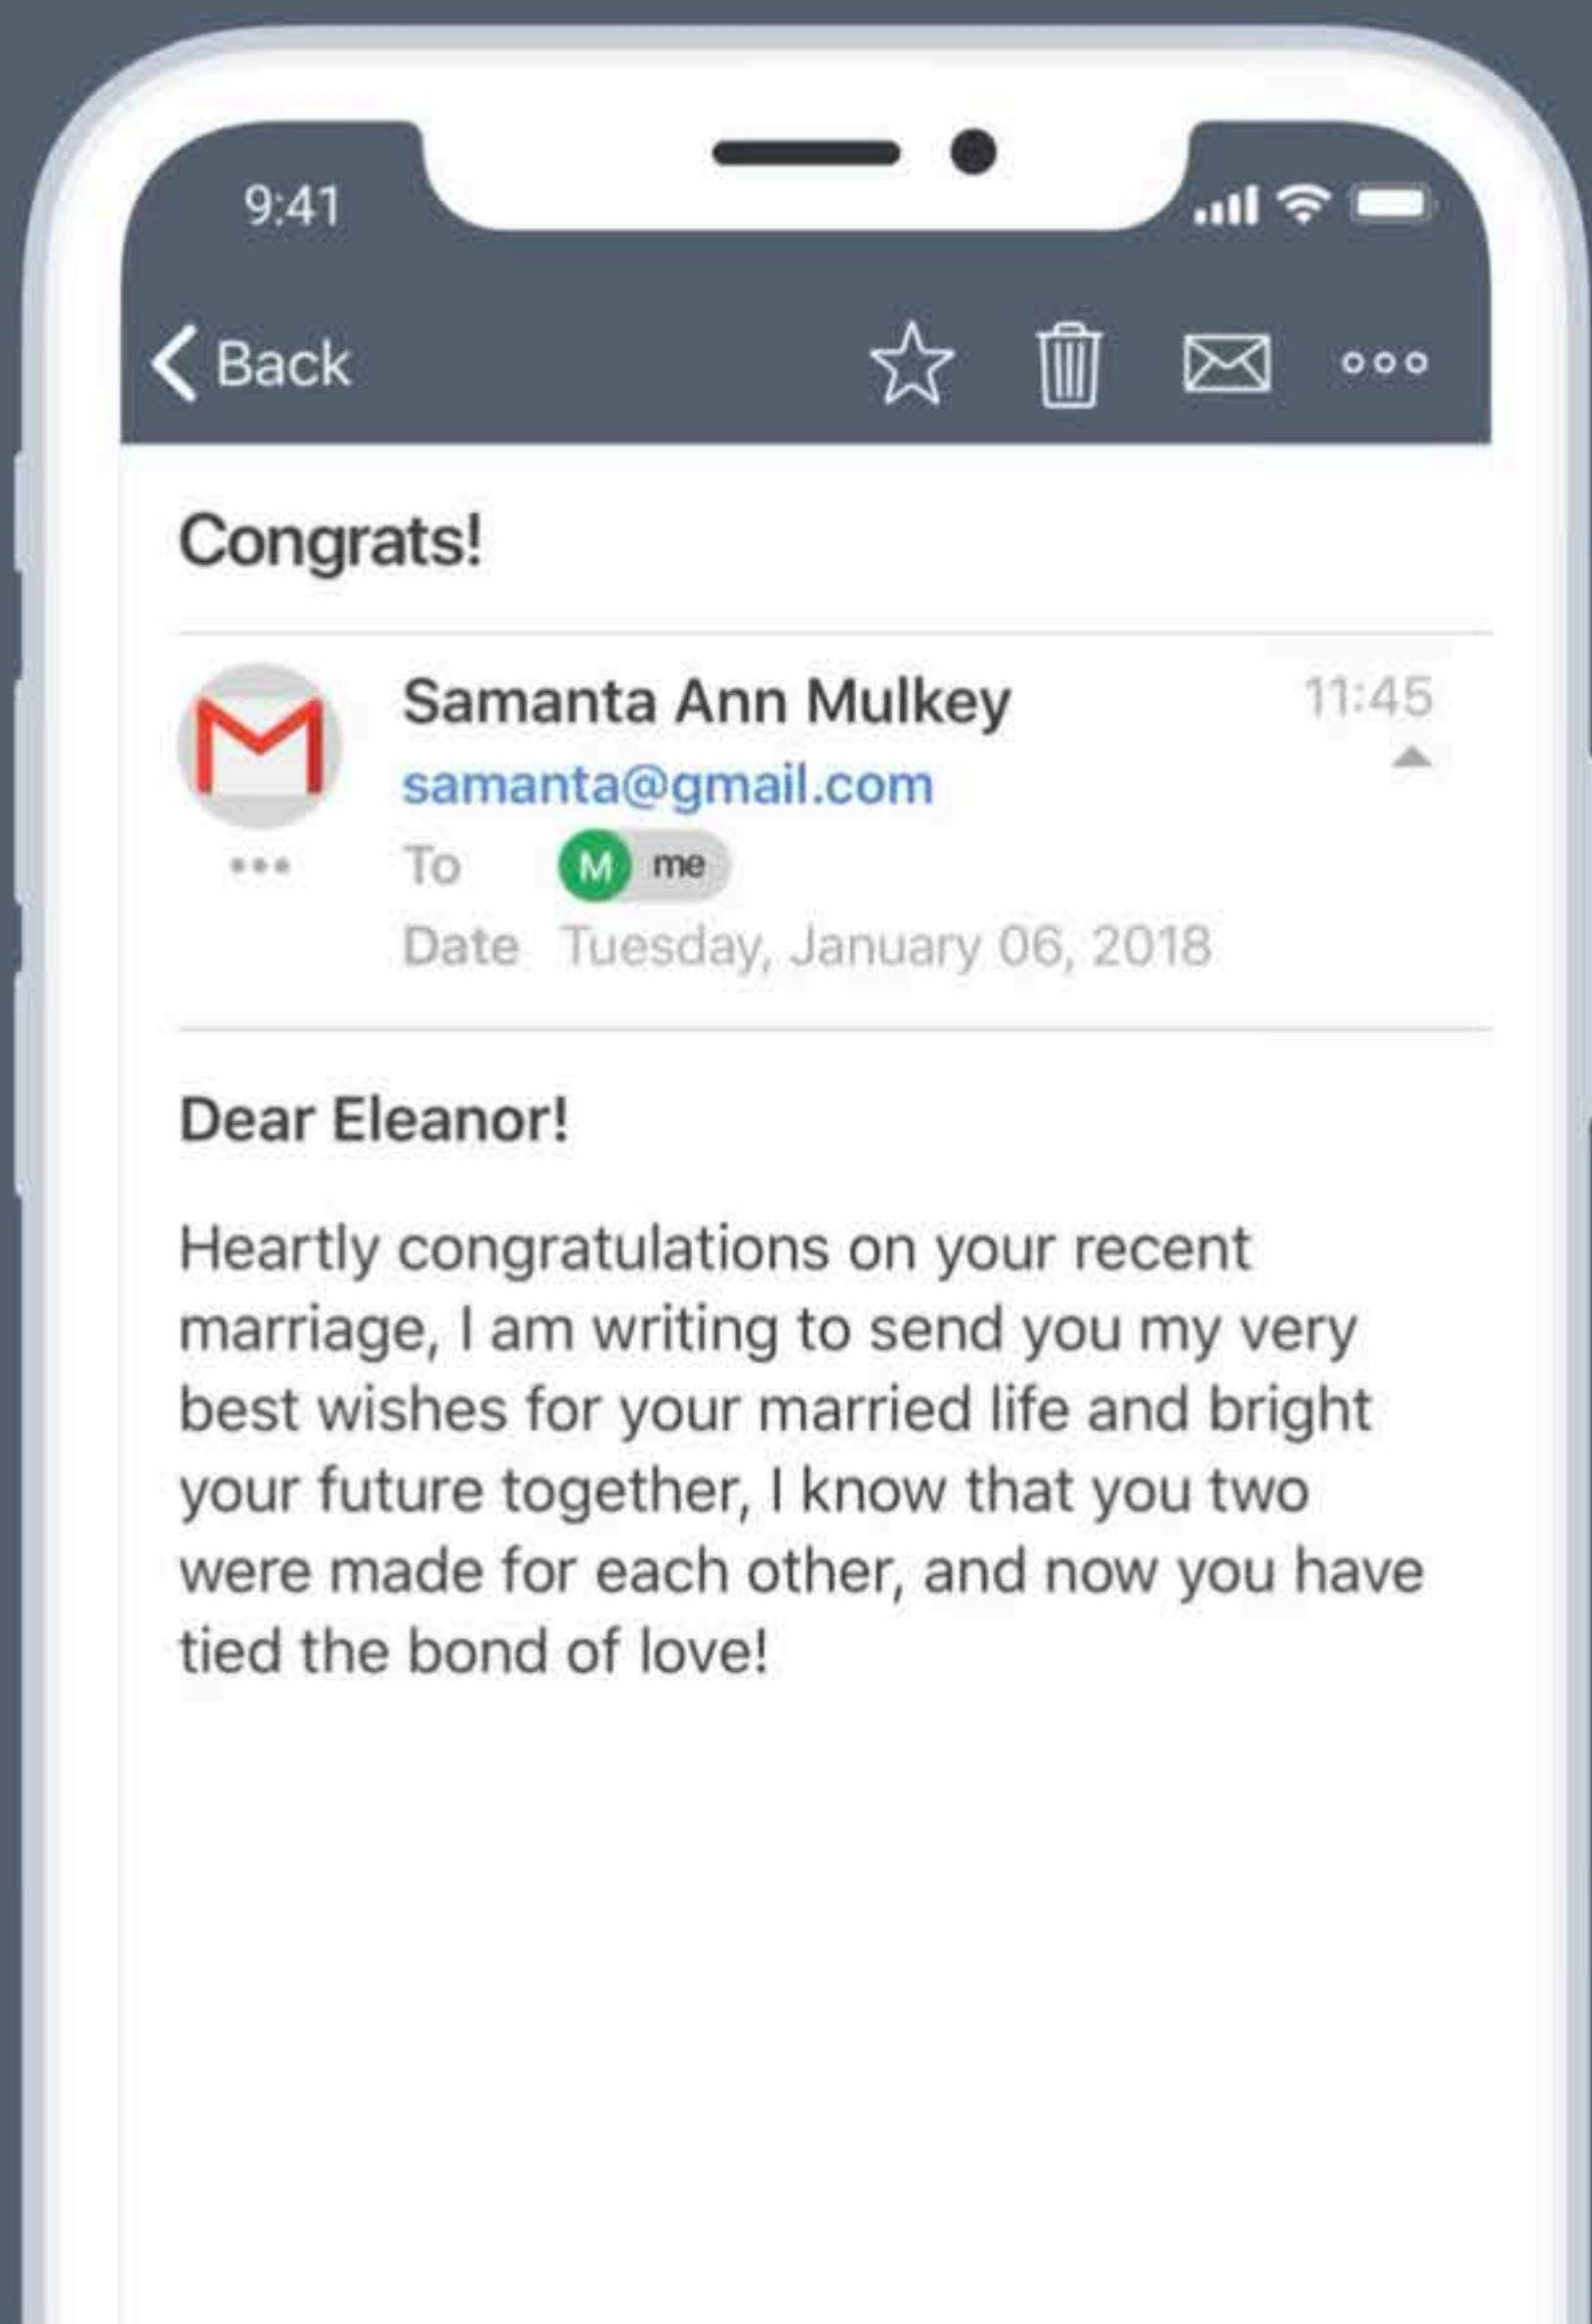 9:41
Back
Congrats!
Samanta Ann Mulkey
11:45
samanta@gmail.com
To M me
Date Tuesday, January 06, 2018
Dear Eleanor!
Heartly congratulations on your recent
marriage, I am writing to send you my very
best wishes for your married life and bright
your future together, I know that you two
were made for each other, and now you have
tied the bond of love!